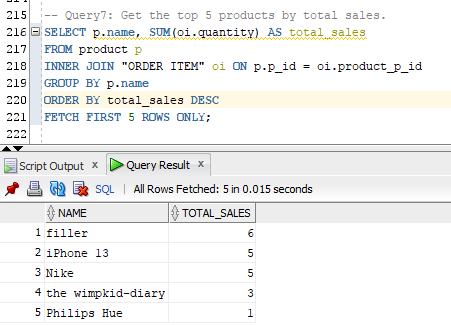 215 -- Query7: Get the top 5 products by total sales.
216 SELECT p.name, SUM(oi.quantity) AS total_sales
217 FROM product p
218 INNER JOIN "ORDER ITEM" oi ON p.p_id = oi.product_p_id
219 GROUP BY p.name
220 ORDER BY total_sales DESC
221 FETCH FIRST 5 ROWS ONLY;
222
Script Output x Query Result x
SQL | All Rows Fetched: 5 in 0.015 seconds
NAME TOTAL_SALES
1 filler 6
2 iPhone 13 5
3 Nike 5
4 the wimpkid-diary 3
5 Philips Hue 1